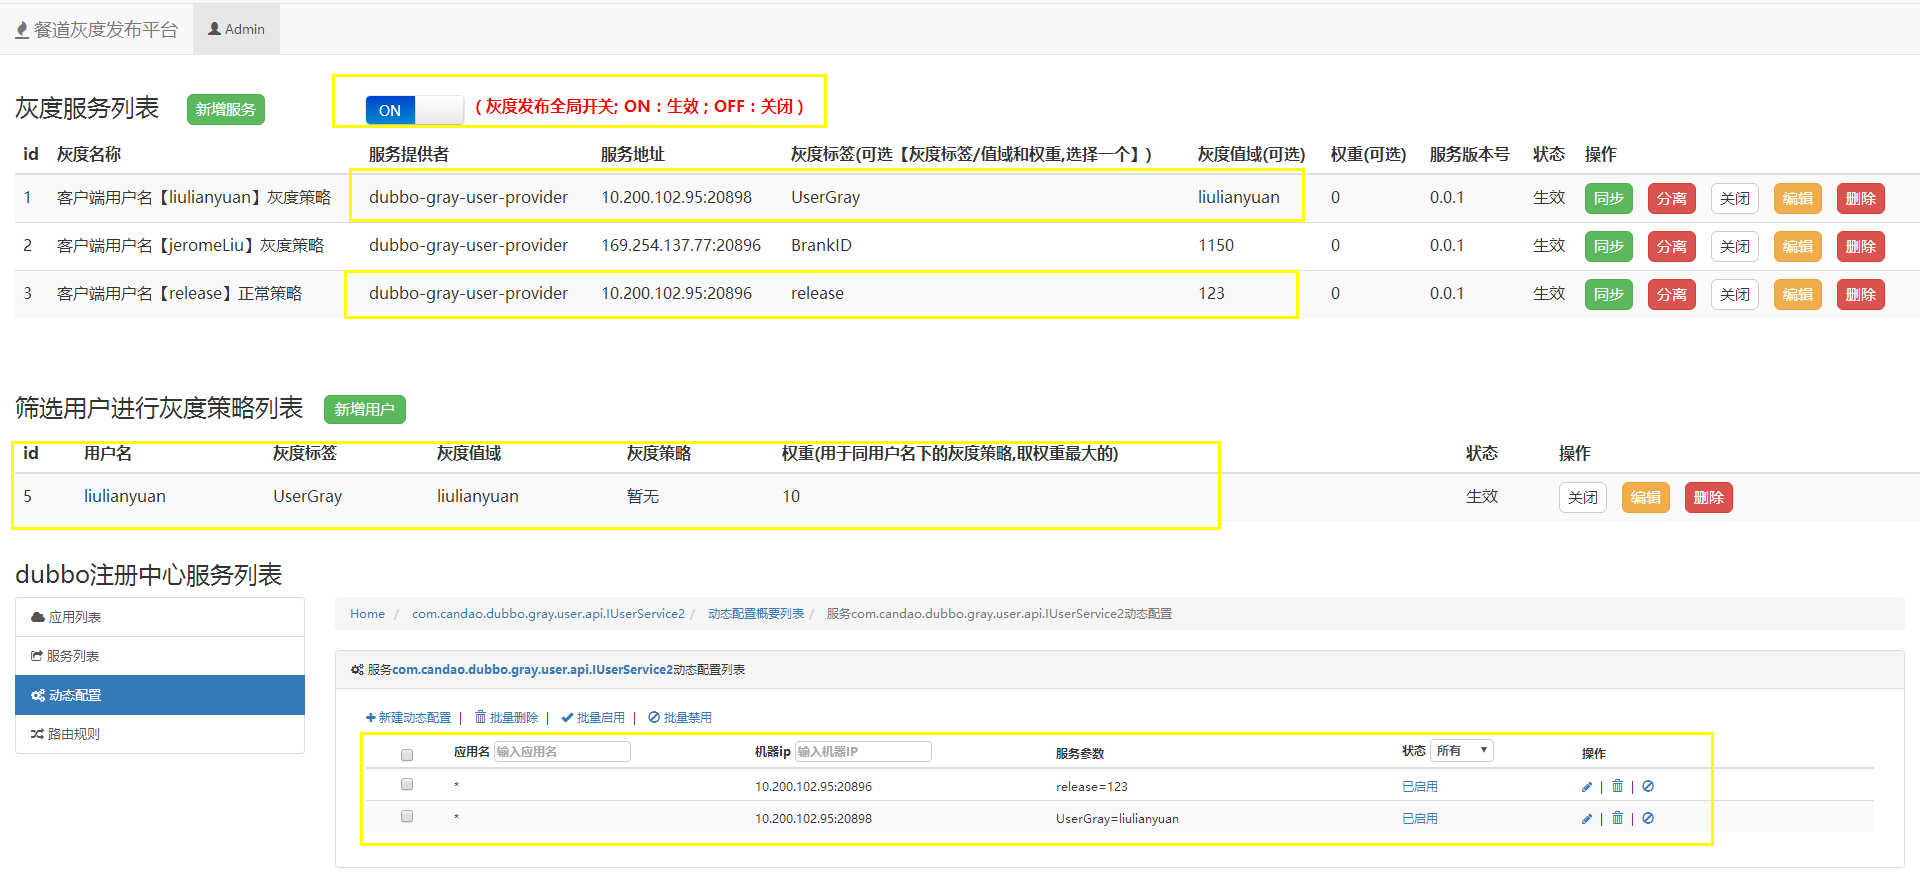 餐道灰度发布平台 Admin
灰度服务列表 新增服务 ON ( 灰度发布全局开关; ON：生效；OFF：关闭 )
id 灰度名称 服务提供者 服务地址 灰度标签(可选【灰度标签/值域和权重,选择一个】) 灰度值域(可选) 权重(可选) 服务版本号 状态 操作
1 客户端用户名【liulianyuan】灰度策略 dubbo-gray-user-provider 10.200.102.95:20898 UserGray liulianyuan 0 0.0.1 生效 同步 分离 关闭 编辑 删除
2 客户端用户名【jeromeLiu】灰度策略 dubbo-gray-user-provider 169.254.137.77:20896 BrankID 1150 0 0.0.1 生效 同步 分离 关闭 编辑 删除
3 客户端用户名【release】正常策略 dubbo-gray-user-provider 10.200.102.95:20896 release 123 0 0.0.1 生效 同步 分离 关闭 编辑 删除
筛选用户进行灰度策略列表 新增用户
id 用户名 灰度标签 灰度值域 灰度策略 权重(用于同用户名下的灰度策略,取权重最大的) 状态 操作
5 liulianyuan UserGray liulianyuan 暂无 10 生效 关闭 编辑 删除
dubbo注册中心服务列表
应用列表
服务列表
动态配置
路由规则
Home / com.candao.dubbo.gray.user.api.IUserService2 / 动态配置概要列表 / 服务com.candao.dubbo.gray.user.api.IUserService2动态配置
服务com.candao.dubbo.gray.user.api.IUserService2动态配置列表
新建动态配置 | 批量删除 | 批量启用 | 批量禁用
应用名 输入应用名 机器ip 输入机器IP 服务参数 状态 所有 操作
* 10.200.102.95:20896 release=123 已启用 | |
* 10.200.102.95:20898 UserGray=liulianyuan 已启用 | |